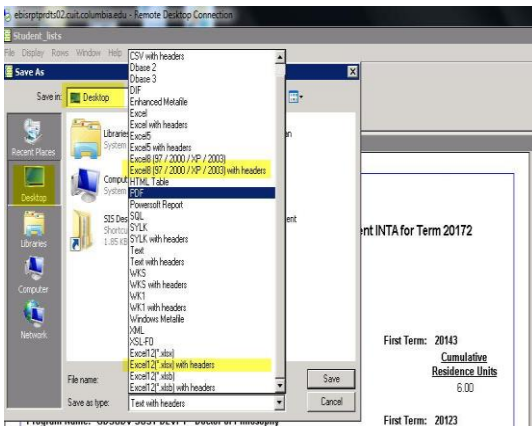 ebisrptprdts02.cuit.columbia.edu - Remote Desktop Connection
Student_lists
File Display Rows Window Help
Save As
Save in:
Desktop
Recent Places
Desktop
Libraries
Computer
Network
Libraries
System
Comput
System
SIS Des
Shortcu
1.85 KB
CSV with headers
Dbase 2
Dbase 3
DIF
Enhanced Metafile
Excel
Excel with headers
Excel5
Excel5 with headers
Excel8 (97 / 2000 / XP / 2003)
Excel8 (97 / 2000 / XP / 2003) with headers
HTML Table
PDF
Powersoft Report
SQL
SYLK
SYLK with headers
Text
Text with headers
WKS
WKS with headers
WK1
WK1 with headers
Windows Metafile
XML
XSL-FO
Excel12(*.xlsx)
Excel12(*.xlsx) with headers
Excel12(*.xlsb)
Excel12(*.xlsb) with headers
File name:
Save as type:
Text with headers
Save
Cancel
ent INTA for Term 20172
First Term: 20143
Cumulative
Residence Units
6.00
First Term: 20123